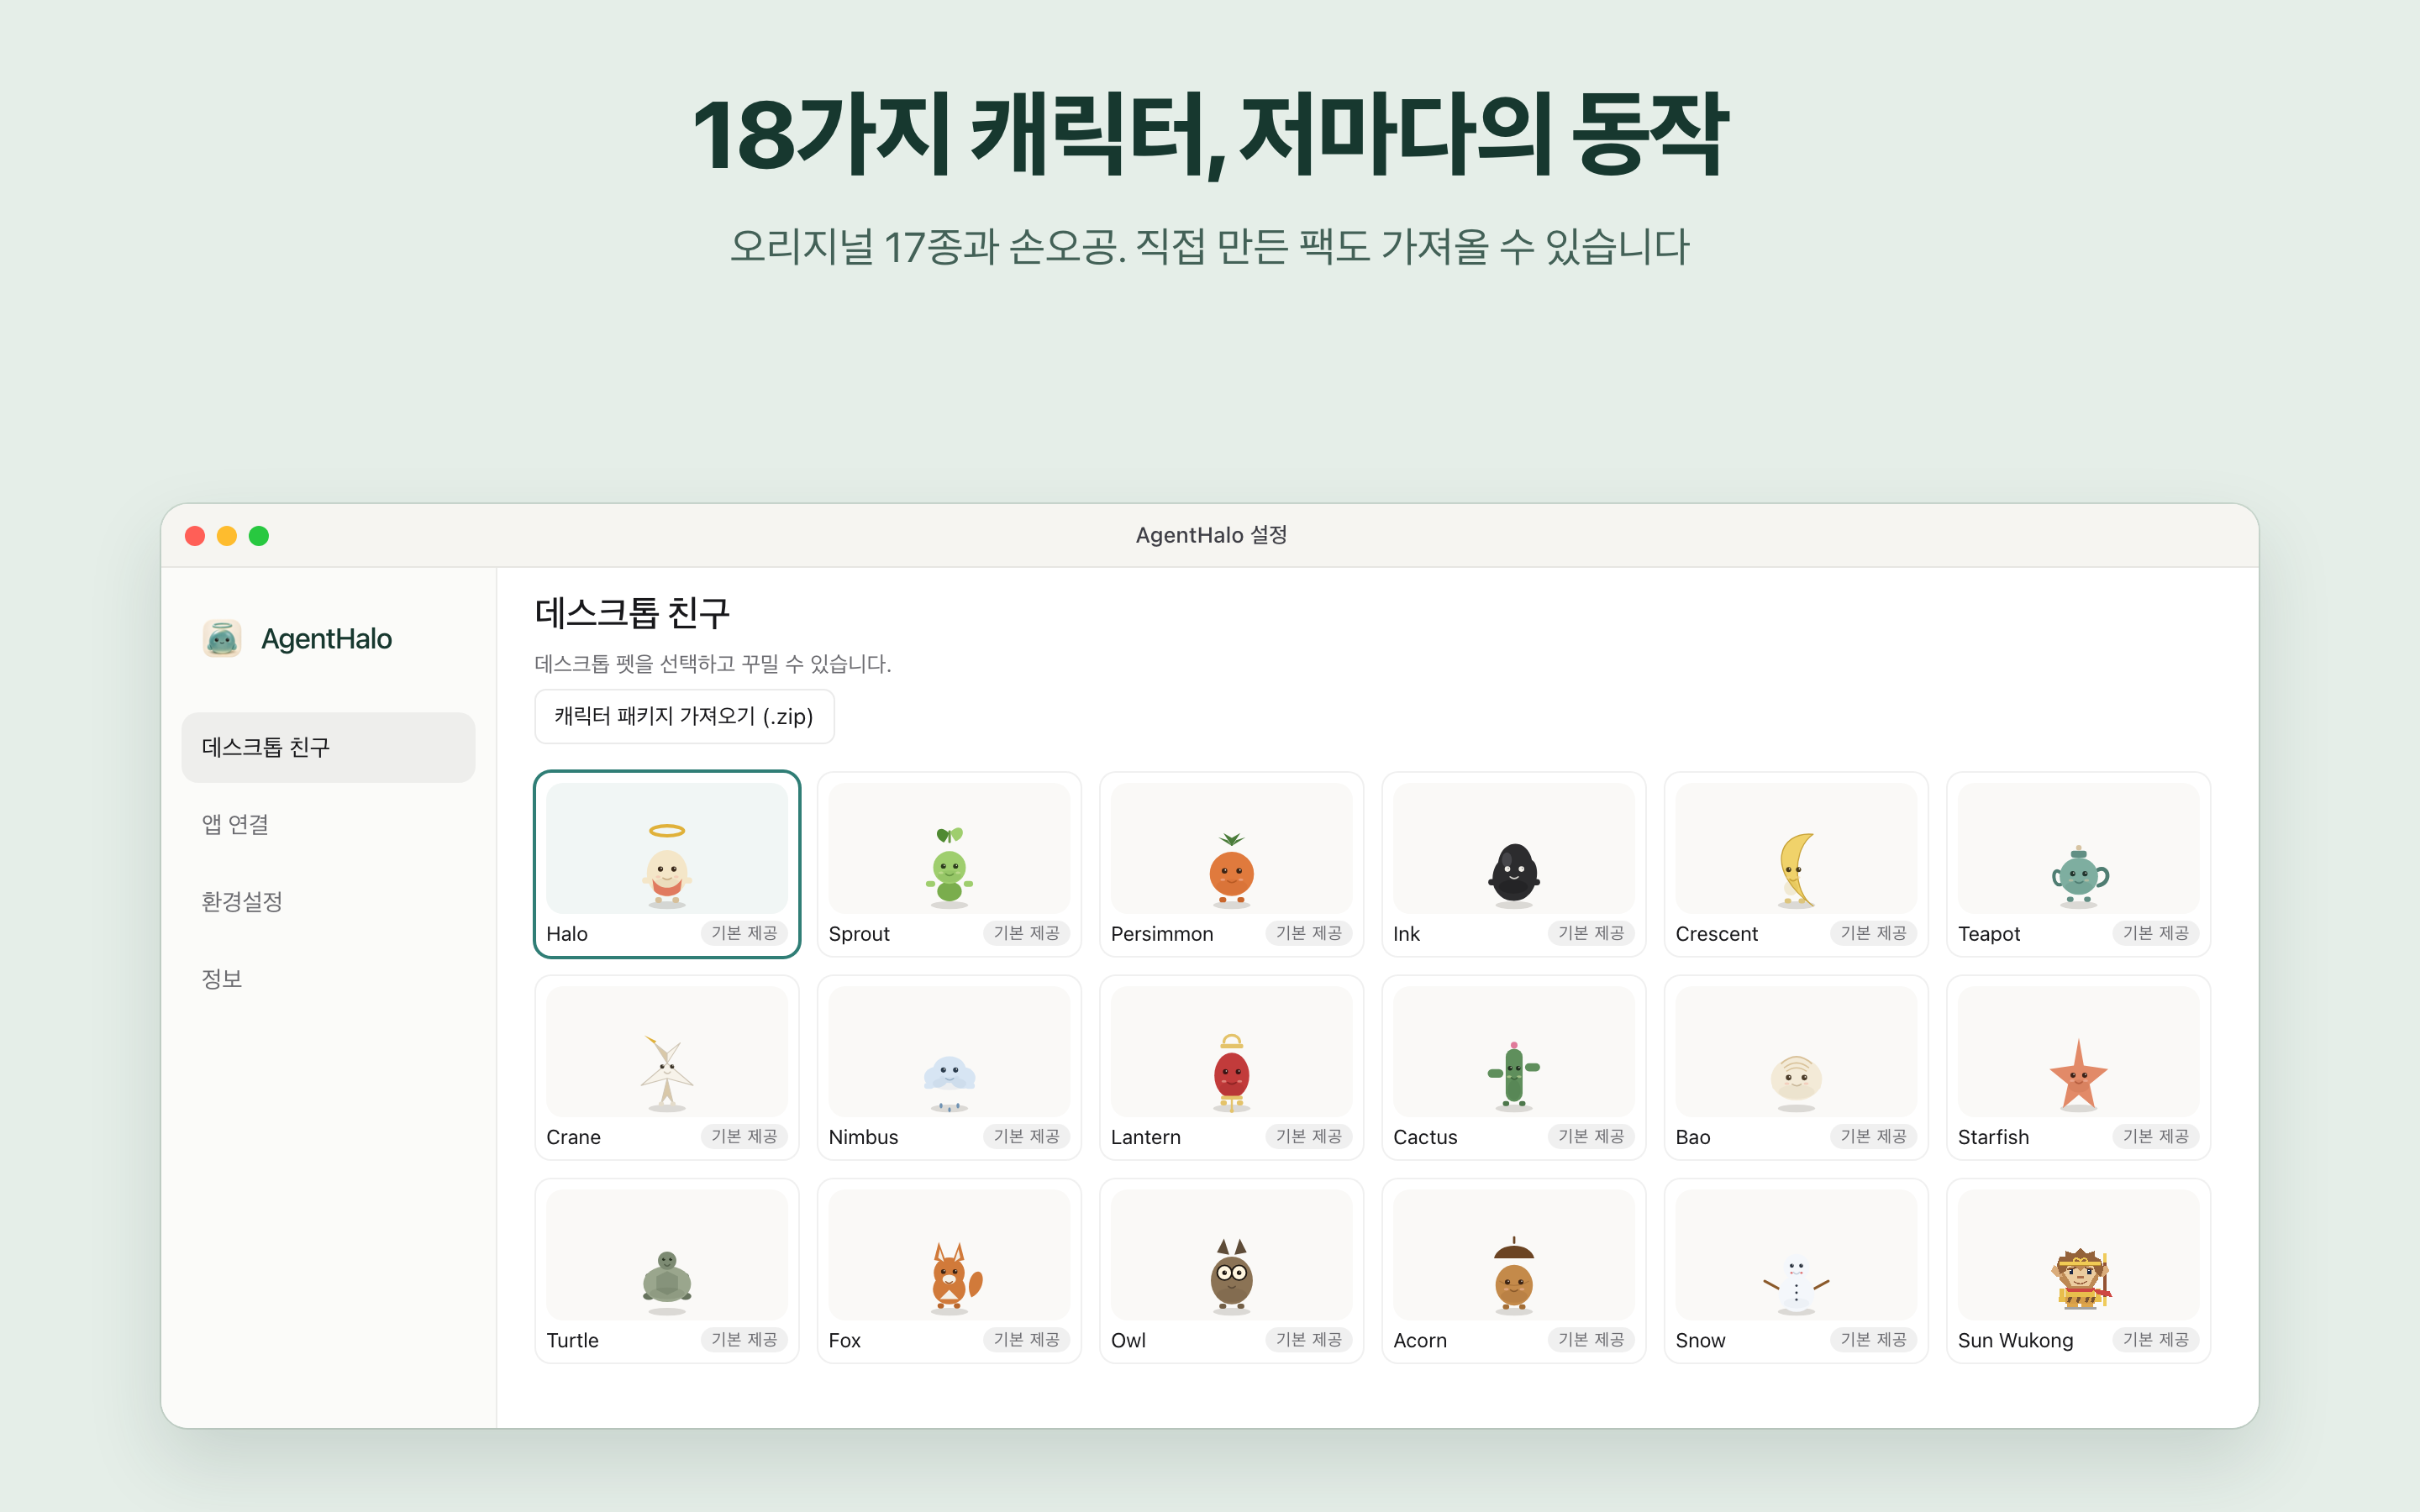 18가지 캐릭터, 저마다의 동작
오리지널 17종과 손오공. 직접 만든 팩도 가져올 수 있습니다
AgentHalo 설정
AgentHalo
데스크톱 친구
앱 연결
환경설정
정보
데스크톱 친구
데스크톱 펫을 선택하고 꾸밀 수 있습니다.
캐릭터 패키지 가져오기 (.zip)
Halo 기본 제공
Sprout 기본 제공
Persimmon 기본 제공
Ink 기본 제공
Crescent 기본 제공
Teapot 기본 제공
Crane 기본 제공
Nimbus 기본 제공
Lantern 기본 제공
Cactus 기본 제공
Bao 기본 제공
Starfish 기본 제공
Turtle 기본 제공
Fox 기본 제공
Owl 기본 제공
Acorn 기본 제공
Snow 기본 제공
Sun Wukong 기본 제공